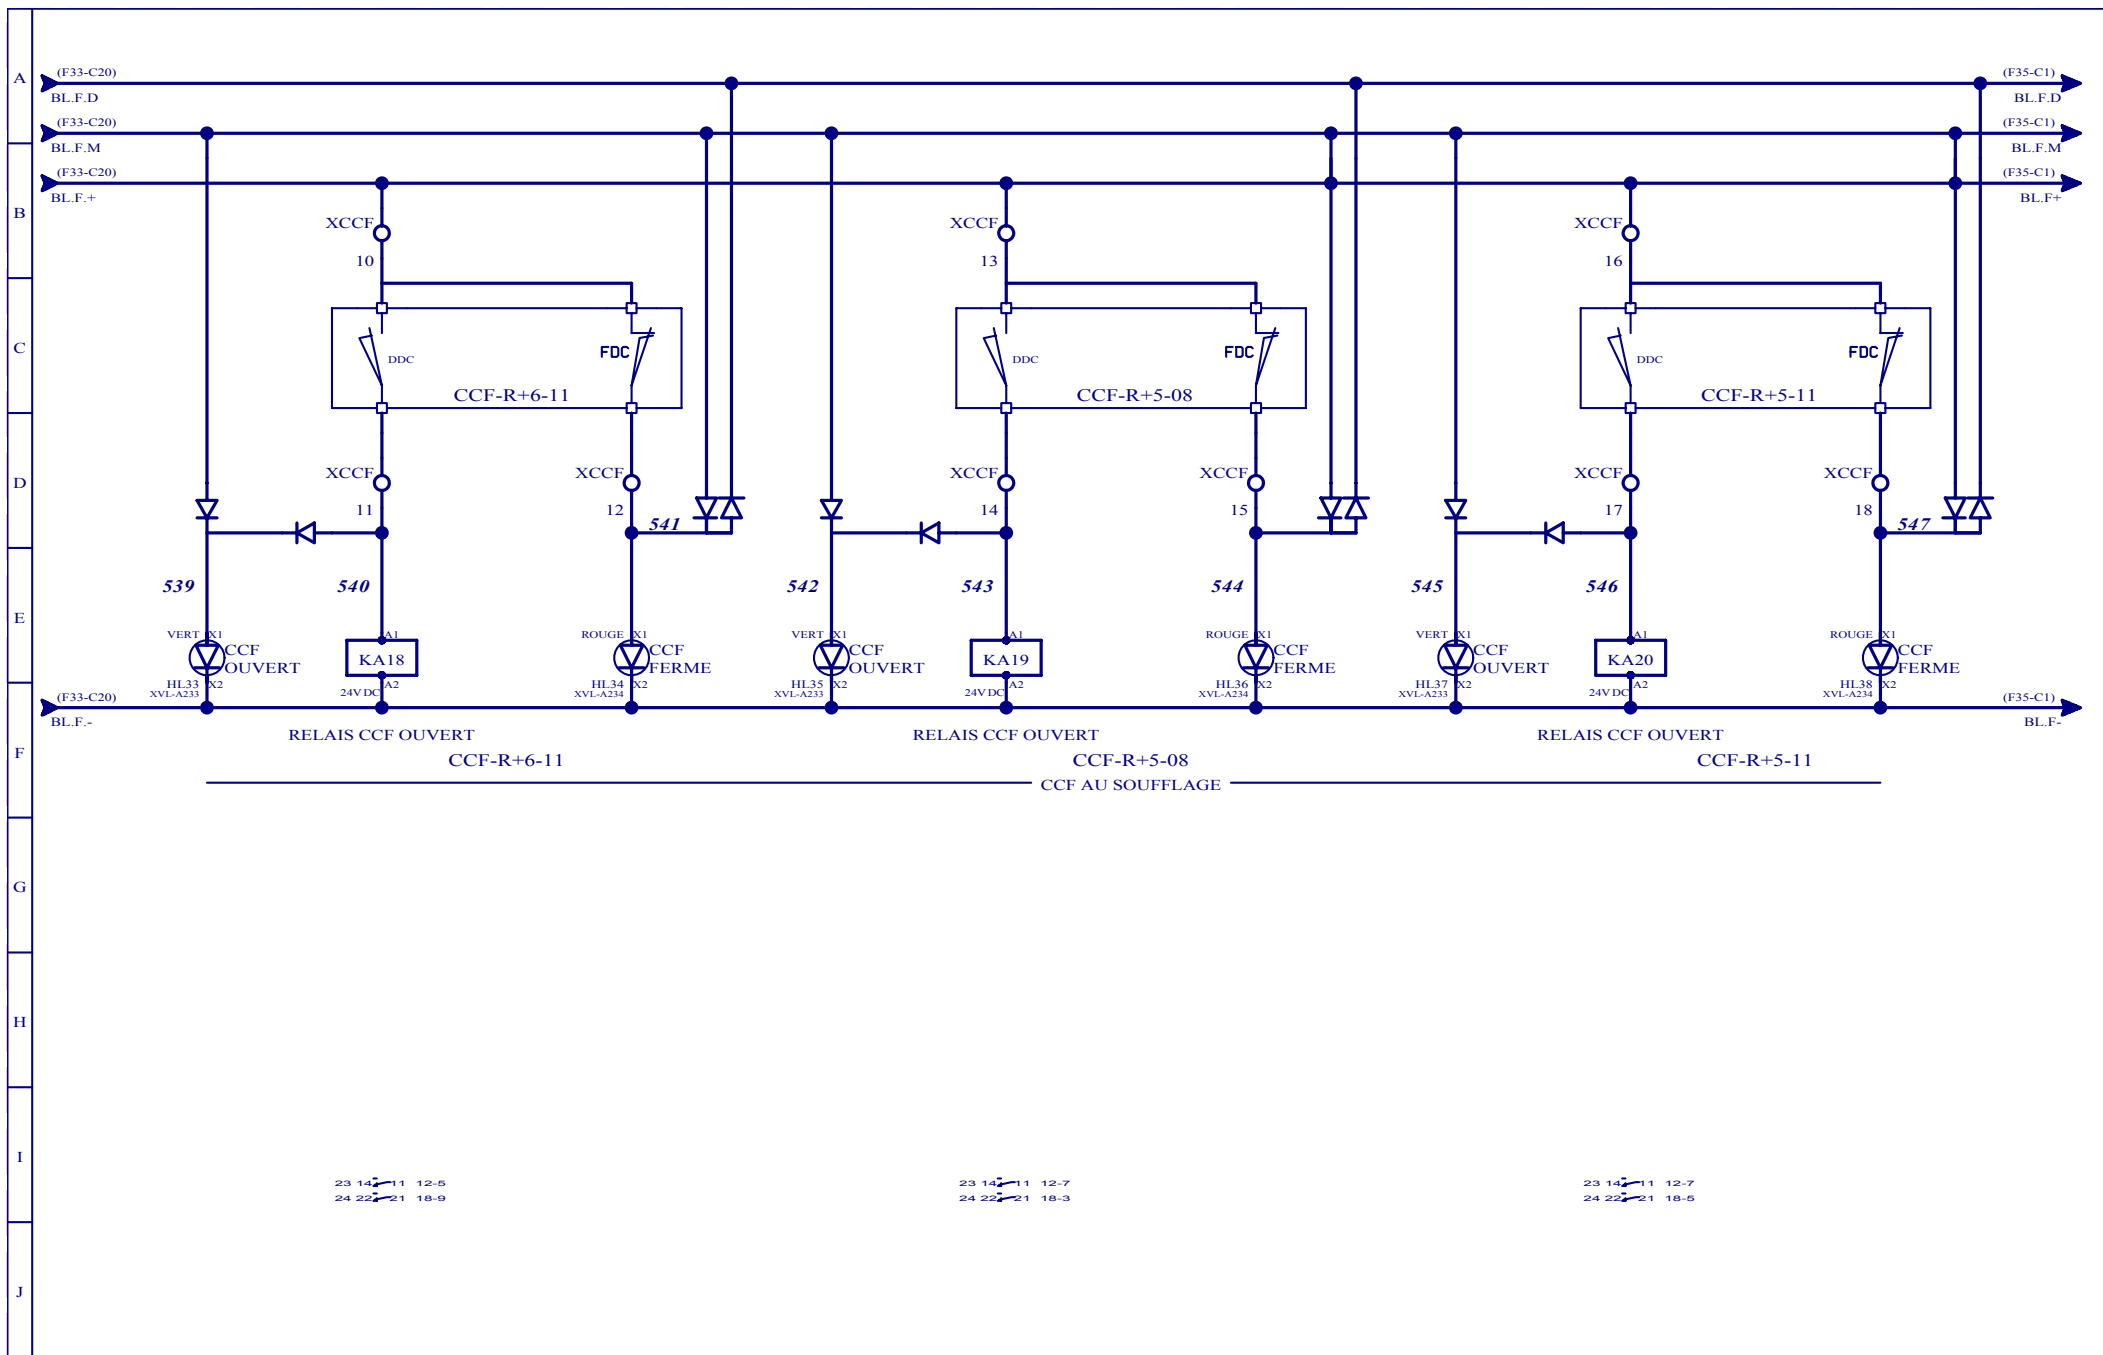 A
(F33-C20) (F35-C1)
BL.F.D BL.F.D
(F33-C20) (F35-C1)
BL.F.M BL.F.M
(F33-C20) (F35-C1)
BL.F.+ BL.F+
B
XCCF XCCF XCCF
10 13 16
C
DDC FDC DDC FDC DDC FDC
CCF-R+6-11 CCF-R+5-08 CCF-R+5-11
D
XCCF XCCF XCCF XCCF XCCF XCCF
11 12 541 14 15 17 18 547
539 540 542 543 544 545 546
E
VERT X1 A1 ROUGE X1 VERT X1 A1 ROUGE X1 VERT X1 A1 ROUGE X1
CCF CCF CCF CCF CCF CCF
OUVERT KA18 FERME OUVERT KA19 FERME OUVERT KA20 FERME
HL33 X2 A2 HL34 X2 HL35 X2 A2 HL36 X2 HL37 X2 A2 HL38 X2
XVL-A233 24V DC XVL-A234 XVL-A233 24V DC XVL-A234 XVL-A233 24V DC XVL-A234
(F33-C20) (F35-C1)
BL.F.- BL.F-
RELAIS CCF OUVERT RELAIS CCF OUVERT RELAIS CCF OUVERT
F
CCF-R+6-11 CCF-R+5-08 CCF-R+5-11
CCF AU SOUFFLAGE
G
H
I
23 14 11 12-5 23 14 11 12-7 23 14 11 12-7
24 22 21 18-9 24 22 21 18-3 24 22 21 18-5
J